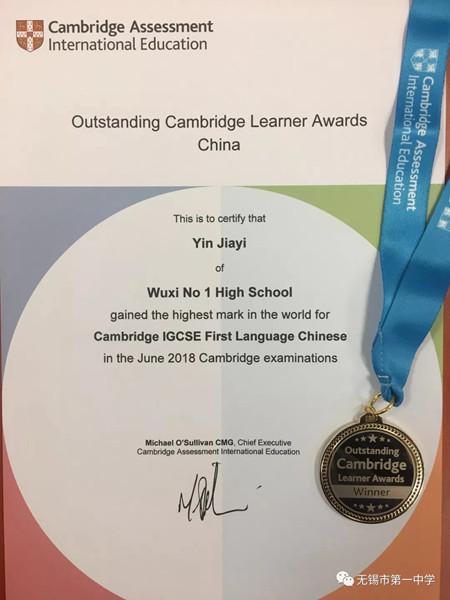 Cambridge Assessment
International Education
Outstanding Cambridge Learner Awards
China
This is to certify that
Yin Jiayi
of
Wuxi No 1 High School
gained the highest mark in the world for
Cambridge IGCSE First Language Chinese
in the June 2018 Cambridge examinations
Michael O'Sullivan CMG, Chief Executive
Cambridge Assessment International Education
Cambridge Assessment
International Education
Outstanding
Cambridge
Learner Awards
Winner
无锡市第一中学